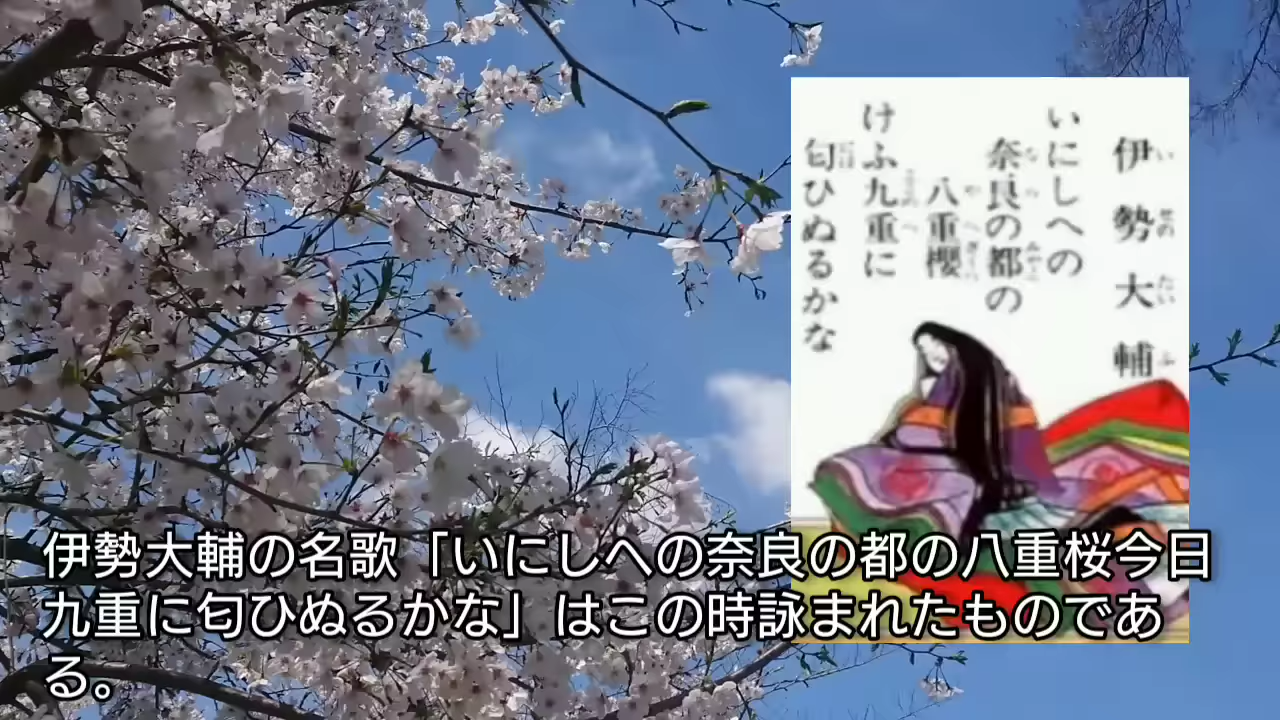 伊勢大輔
いにしへの
奈良の都の
八重櫻
けふ九重に
匂ひぬるかな
伊勢大輔の名歌「いにしへの奈良の都の八重桜今日
九重に匂ひぬるかな」はこの時詠まれたものであ
る。